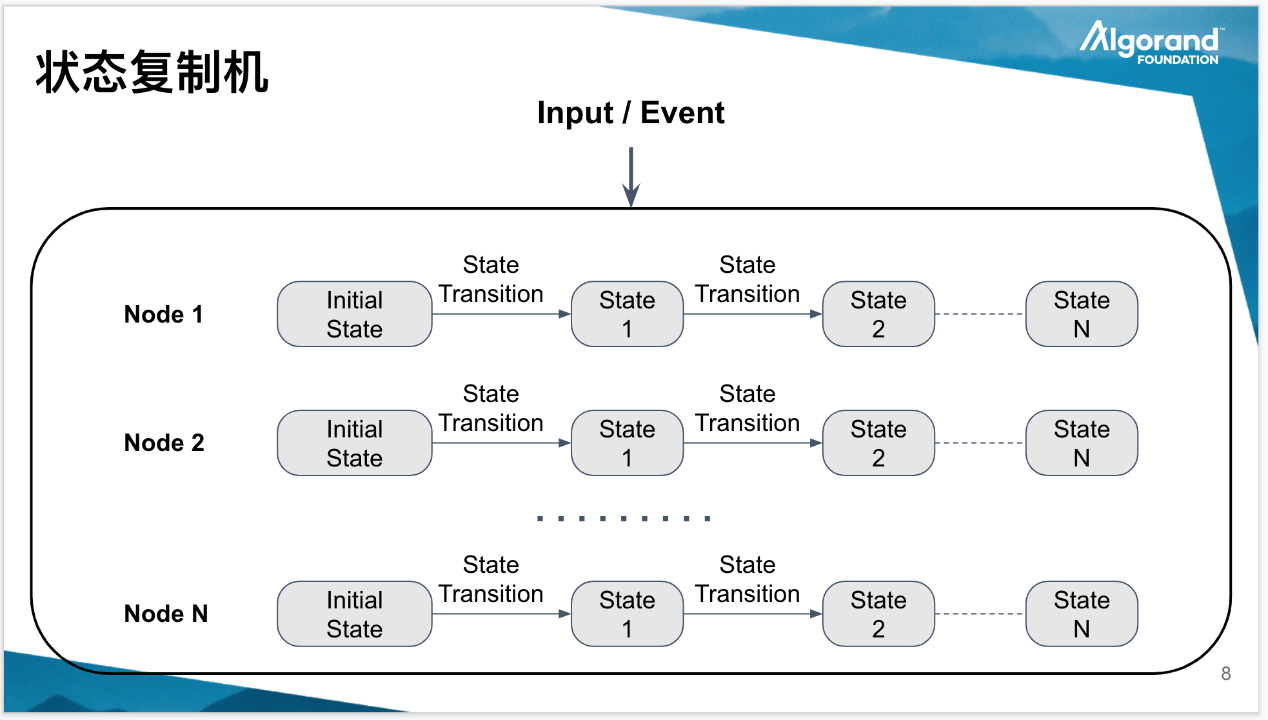 状态复制机
Algorand™
FOUNDATION
Input / Event
Node 1
Initial
State
State
Transition
State
1
State
Transition
State
2
State
N
Node 2
Initial
State
State
Transition
State
1
State
Transition
State
2
State
N
Node N
Initial
State
State
Transition
State
1
State
Transition
State
2
State
N
8